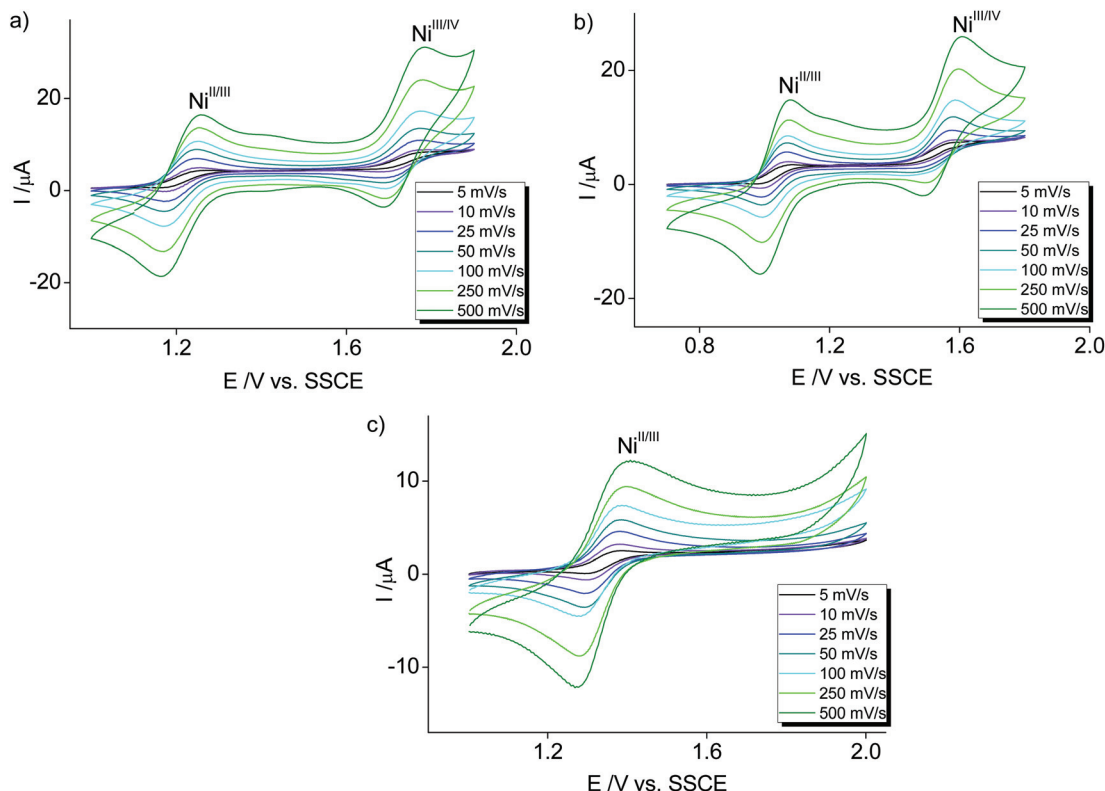 a)
Ni^II/III
Ni^III/IV
I /μA
20
0
-20
1.2
1.6
2.0
E /V vs. SSCE
5 mV/s
10 mV/s
25 mV/s
50 mV/s
100 mV/s
250 mV/s
500 mV/s
b)
Ni^II/III
Ni^III/IV
I /μA
20
0
-20
0.8
1.2
1.6
2.0
E /V vs. SSCE
5 mV/s
10 mV/s
25 mV/s
50 mV/s
100 mV/s
250 mV/s
500 mV/s
c)
Ni^II/III
I /μA
10
0
-10
1.2
1.6
2.0
E /V vs. SSCE
5 mV/s
10 mV/s
25 mV/s
50 mV/s
100 mV/s
250 mV/s
500 mV/s